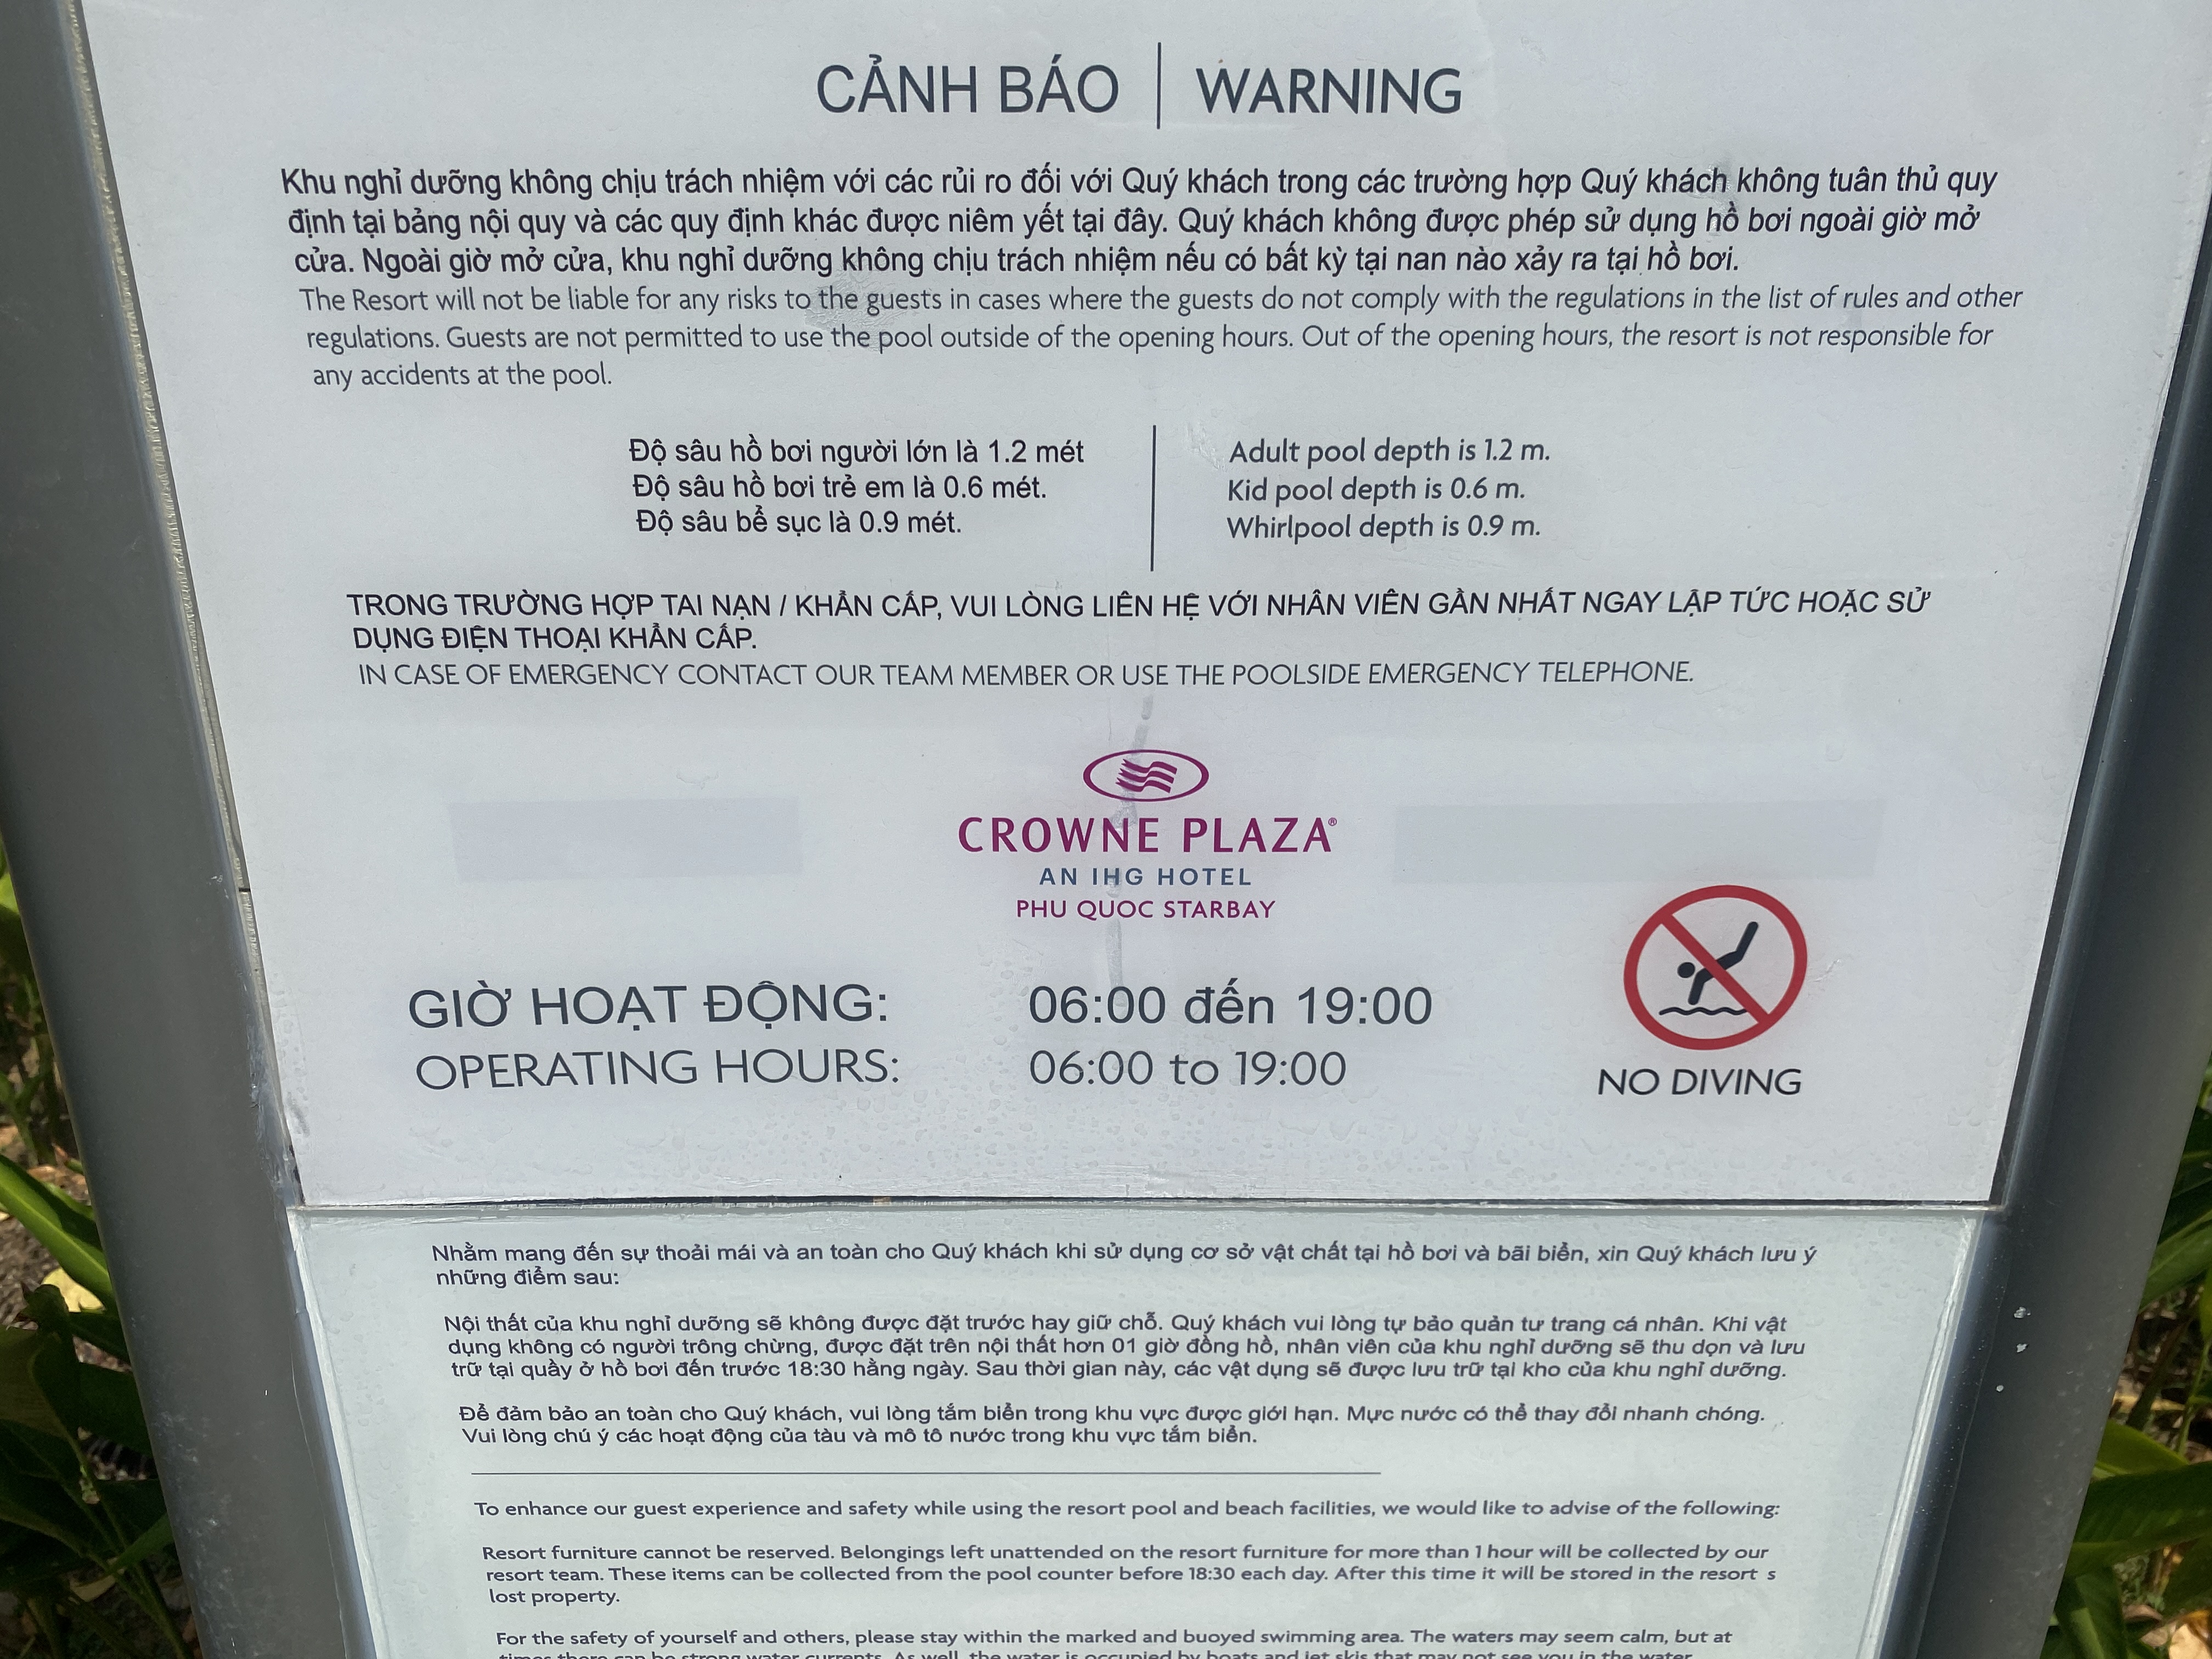 CẢNH BÁO | WARNING
Khu nghỉ dưỡng không chịu trách nhiệm với các rủi ro đối với Quý khách trong các trường hợp Quý khách không tuân thủ quy
định tại bảng nội quy và các quy định khác được niêm yết tại đây. Quý khách không được phép sử dụng hồ bơi ngoài giờ mở
cửa. Ngoài giờ mở cửa, khu nghỉ dưỡng không chịu trách nhiệm nếu có bất kỳ tại nan nào xảy ra tại hồ bơi.
The Resort will not be liable for any risks to the guests in cases where the guests do not comply with the regulations in the list of rules and other
regulations. Guests are not permitted to use the pool outside of the opening hours. Out of the opening hours, the resort is not responsible for
any accidents at the pool.
Độ sâu hồ bơi người lớn là 1.2 mét
Độ sâu hồ bơi trẻ em là 0.6 mét.
Độ sâu bể sục là 0.9 mét.
Adult pool depth is 1.2 m.
Kid pool depth is 0.6 m.
Whirlpool depth is 0.9 m.
TRONG TRƯỜNG HỢP TAI NẠN / KHẨN CẤP, VUI LÒNG LIÊN HỆ VỚI NHÂN VIÊN GẦN NHẤT NGAY LẬP TỨC HOẶC SỬ
DỤNG ĐIỆN THOẠI KHẨN CẤP.
IN CASE OF EMERGENCY CONTACT OUR TEAM MEMBER OR USE THE POOLSIDE EMERGENCY TELEPHONE.
CROWNE PLAZA®
AN IHG HOTEL
PHU QUOC STARBAY
GIỜ HOẠT ĐỘNG: 06:00 đến 19:00
OPERATING HOURS: 06:00 to 19:00
NO DIVING
Nhằm mang đến sự thoải mái và an toàn cho Quý khách khi sử dụng cơ sở vật chất tại hồ bơi và bãi biển, xin Quý khách lưu ý
những điểm sau:
Nội thất của khu nghỉ dưỡng sẽ không được đặt trước hay giữ chỗ. Quý khách vui lòng tự bảo quản tư trang cá nhân. Khi vật
dụng không có người trông chừng, được đặt trên nội thất hơn 01 giờ đồng hồ, nhân viên của khu nghỉ dưỡng sẽ thu dọn và lưu
trữ tại quầy ở hồ bơi đến trước 18:30 hằng ngày. Sau thời gian này, các vật dụng sẽ được lưu trữ tại kho của khu nghỉ dưỡng.
Để đảm bảo an toàn cho Quý khách, vui lòng tắm biển trong khu vực được giới hạn. Mực nước có thể thay đổi nhanh chóng.
Vui lòng chú ý các hoạt động của tàu và mô tô nước trong khu vực tắm biển.
To enhance our guest experience and safety while using the resort pool and beach facilities, we would like to advise of the following:
Resort furniture cannot be reserved. Belongings left unattended on the resort furniture for more than 1 hour will be collected by our
resort team. These items can be collected from the pool counter before 18:30 each day. After this time it will be stored in the resort s
lost property.
For the safety of yourself and others, please stay within the marked and buoyed swimming area. The waters may seem calm, but at
times there can be strong water currents. As well, the water is occupied by boats and jet skis that may not see you in the water.